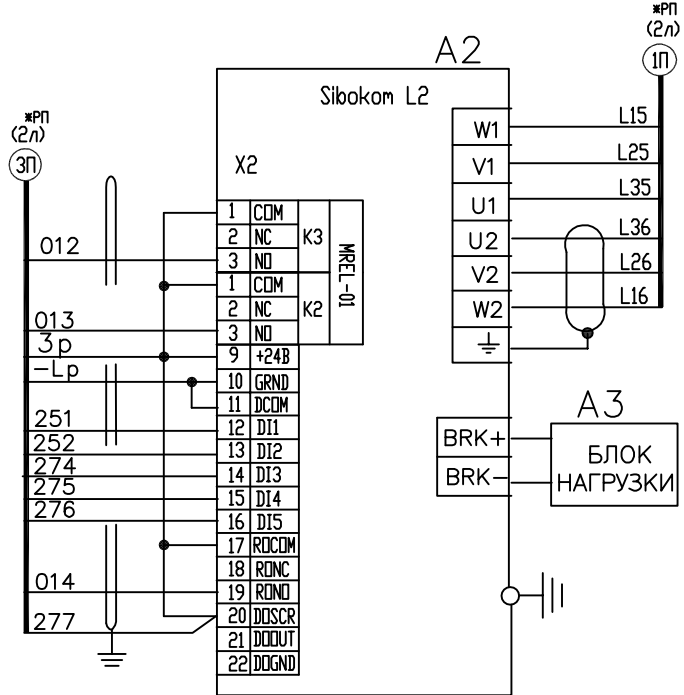 *РП
(2л)
1П
А2
Sibokom L2
*РП
(2л)
3П
X2
W1
V1
U1
U2
V2
W2
L15
L25
L35
L36
L26
L16
1 COM
2 NC
3 NO
K3
1 COM
2 NC
3 NO
K2
MREL-01
9 +24В
10 GRND
11 DCOM
12 DI1
13 DI2
14 DI3
15 DI4
16 DI5
17 ROCOM
18 RONC
19 RONO
20 DOSCR
21 DOOUT
22 DOGND
012
013
3р
-Lр
251
252
274
275
276
014
277
BRK+
BRK-
А3
БЛОК
НАГРУЗКИ